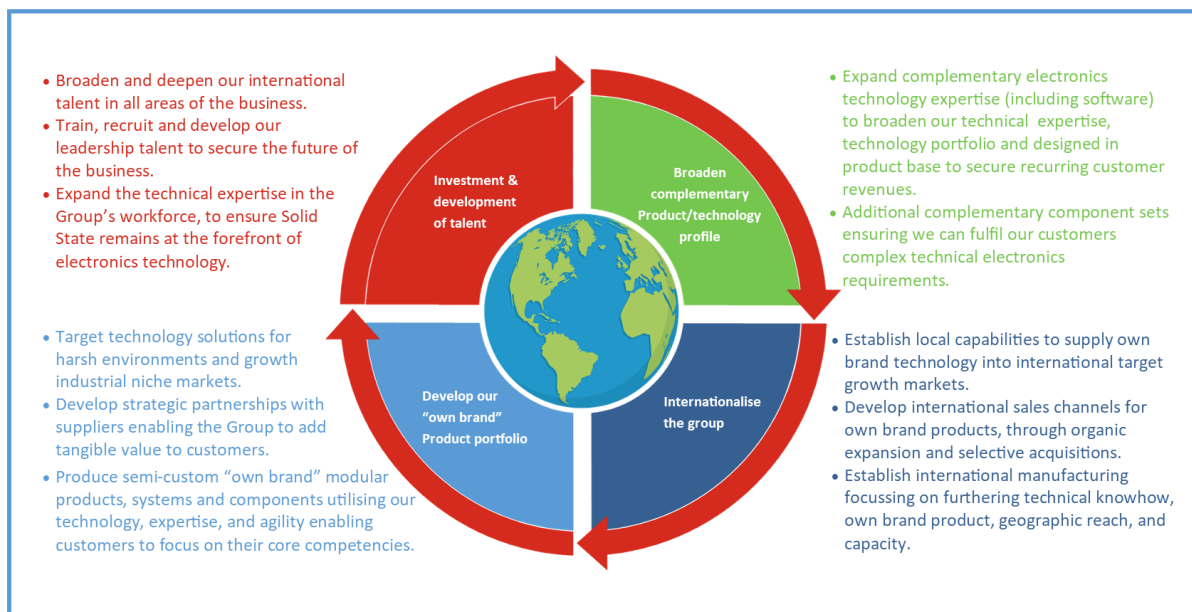 • Broaden and deepen our international
talent in all areas of the business.
• Train, recruit and develop our
leadership talent to secure the future of
the business.
• Expand the technical expertise in the
Group's workforce, to ensure Solid
State remains at the forefront of
electronics technology.
Investment &
development
of talent
Broaden
complementary
Product/technology
profile
• Expand complementary electronics
technology expertise (including software)
to broaden our technical expertise,
technology portfolio and designed in
product base to secure recurring customer
revenues.
• Additional complementary component sets
ensuring we can fulfil our customers
complex technical electronics
requirements.
• Target technology solutions for
harsh environments and growth
industrial niche markets.
• Develop strategic partnerships with
suppliers enabling the Group to add
tangible value to customers.
• Produce semi-custom "own brand" modular
products, systems and components utilising our
technology, expertise, and agility enabling
customers to focus on their core competencies.
Develop our
"own brand"
Product portfolio
Internationalise
the group
• Establish local capabilities to supply own
brand technology into international target
growth markets.
• Develop international sales channels for
own brand products, through organic
expansion and selective acquisitions.
• Establish international manufacturing
focussing on furthering technical knowhow,
own brand product, geographic reach, and
capacity.